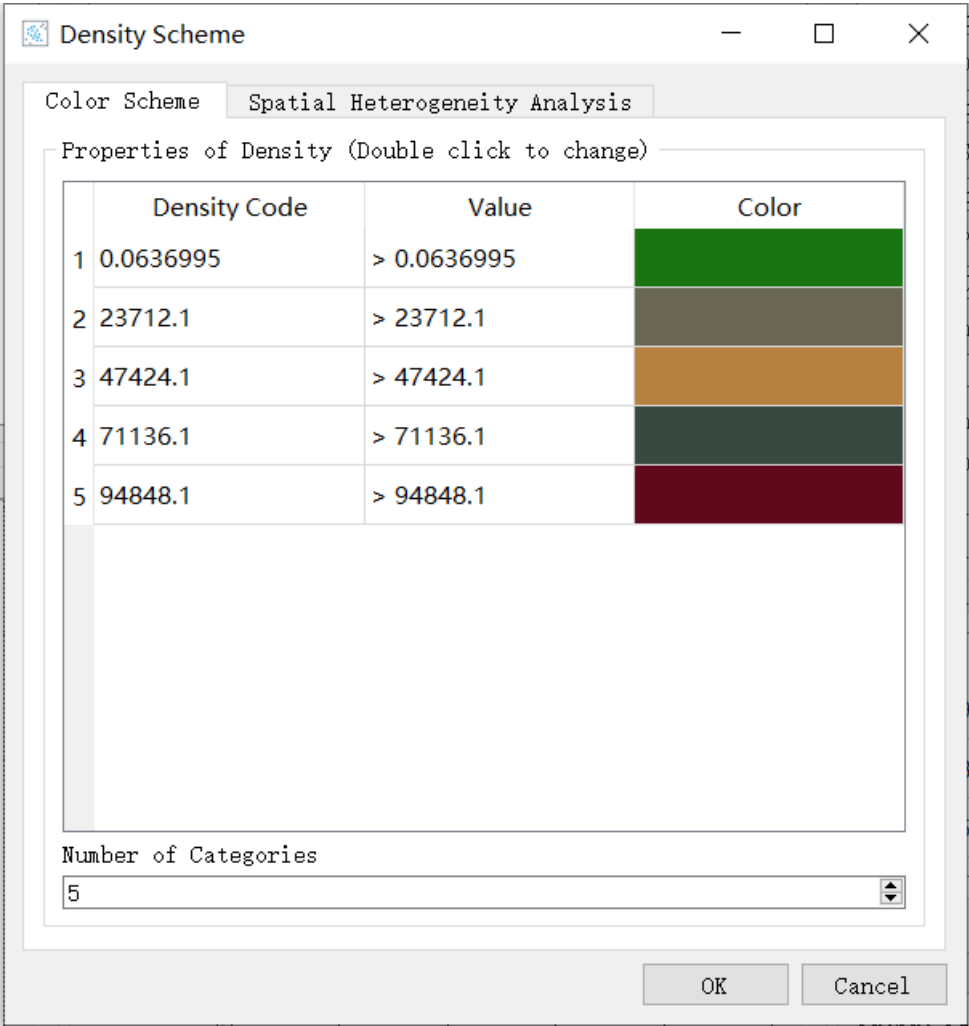 Density Scheme
Color Scheme
Spatial Heterogeneity Analysis
Properties of Density (Double click to change)
Density Code Value Color
1 0.0636995 > 0.0636995
2 23712.1 > 23712.1
3 47424.1 > 47424.1
4 71136.1 > 71136.1
5 94848.1 > 94848.1
Number of Categories
5
OK Cancel